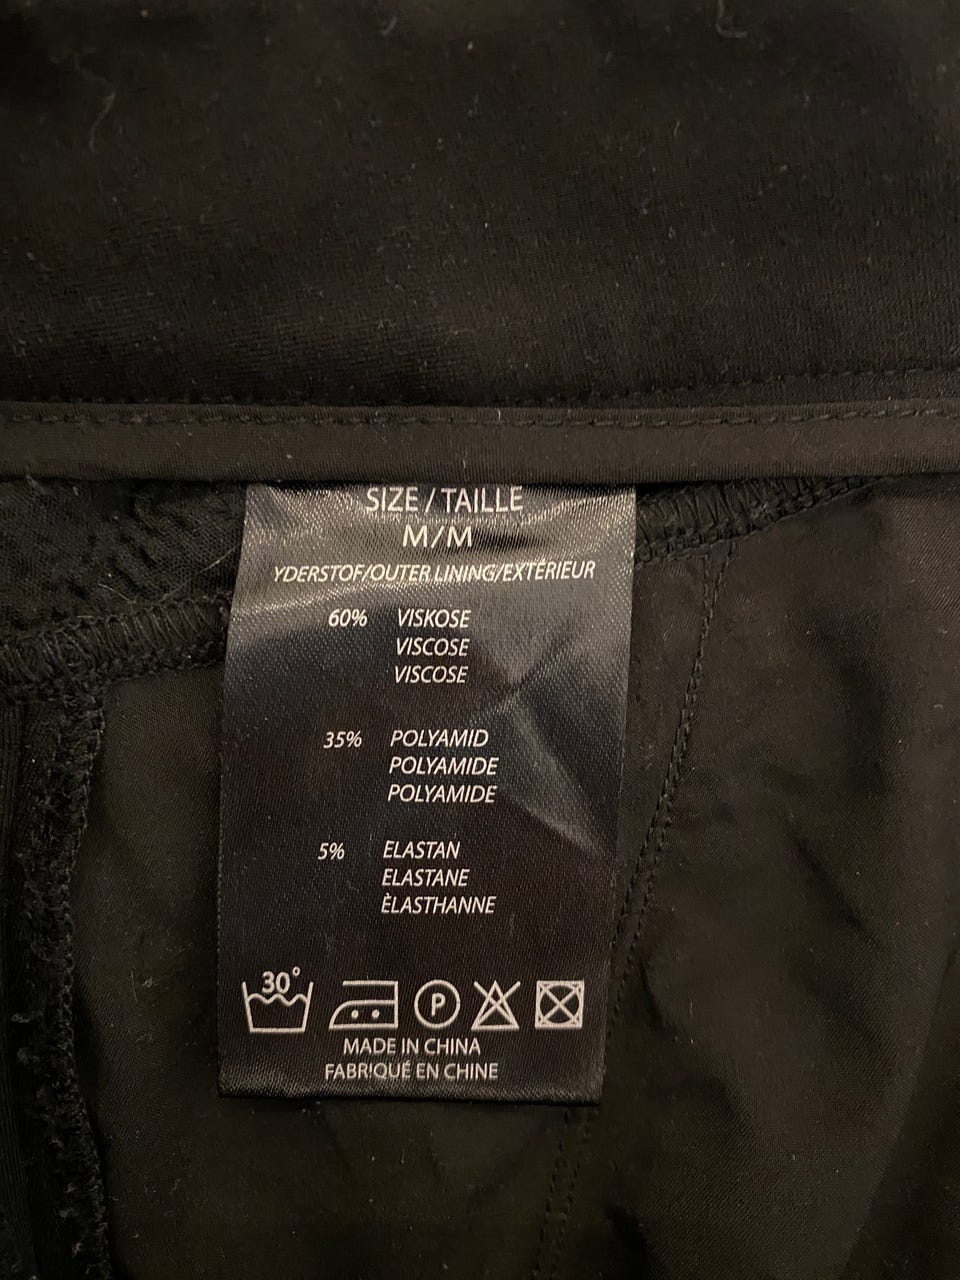 SIZE / TAILLE
M/M
YDERSTOF/OUTER LINING/EXTÉRIEUR
60% VISKOSE
VISCOSE
VISCOSE
35% POLYAMID
POLYAMIDE
POLYAMIDE
5% ELASTAN
ELASTANE
ÈLASTHANNE
30°
P
MADE IN CHINA
FABRIQUÉ EN CHINE